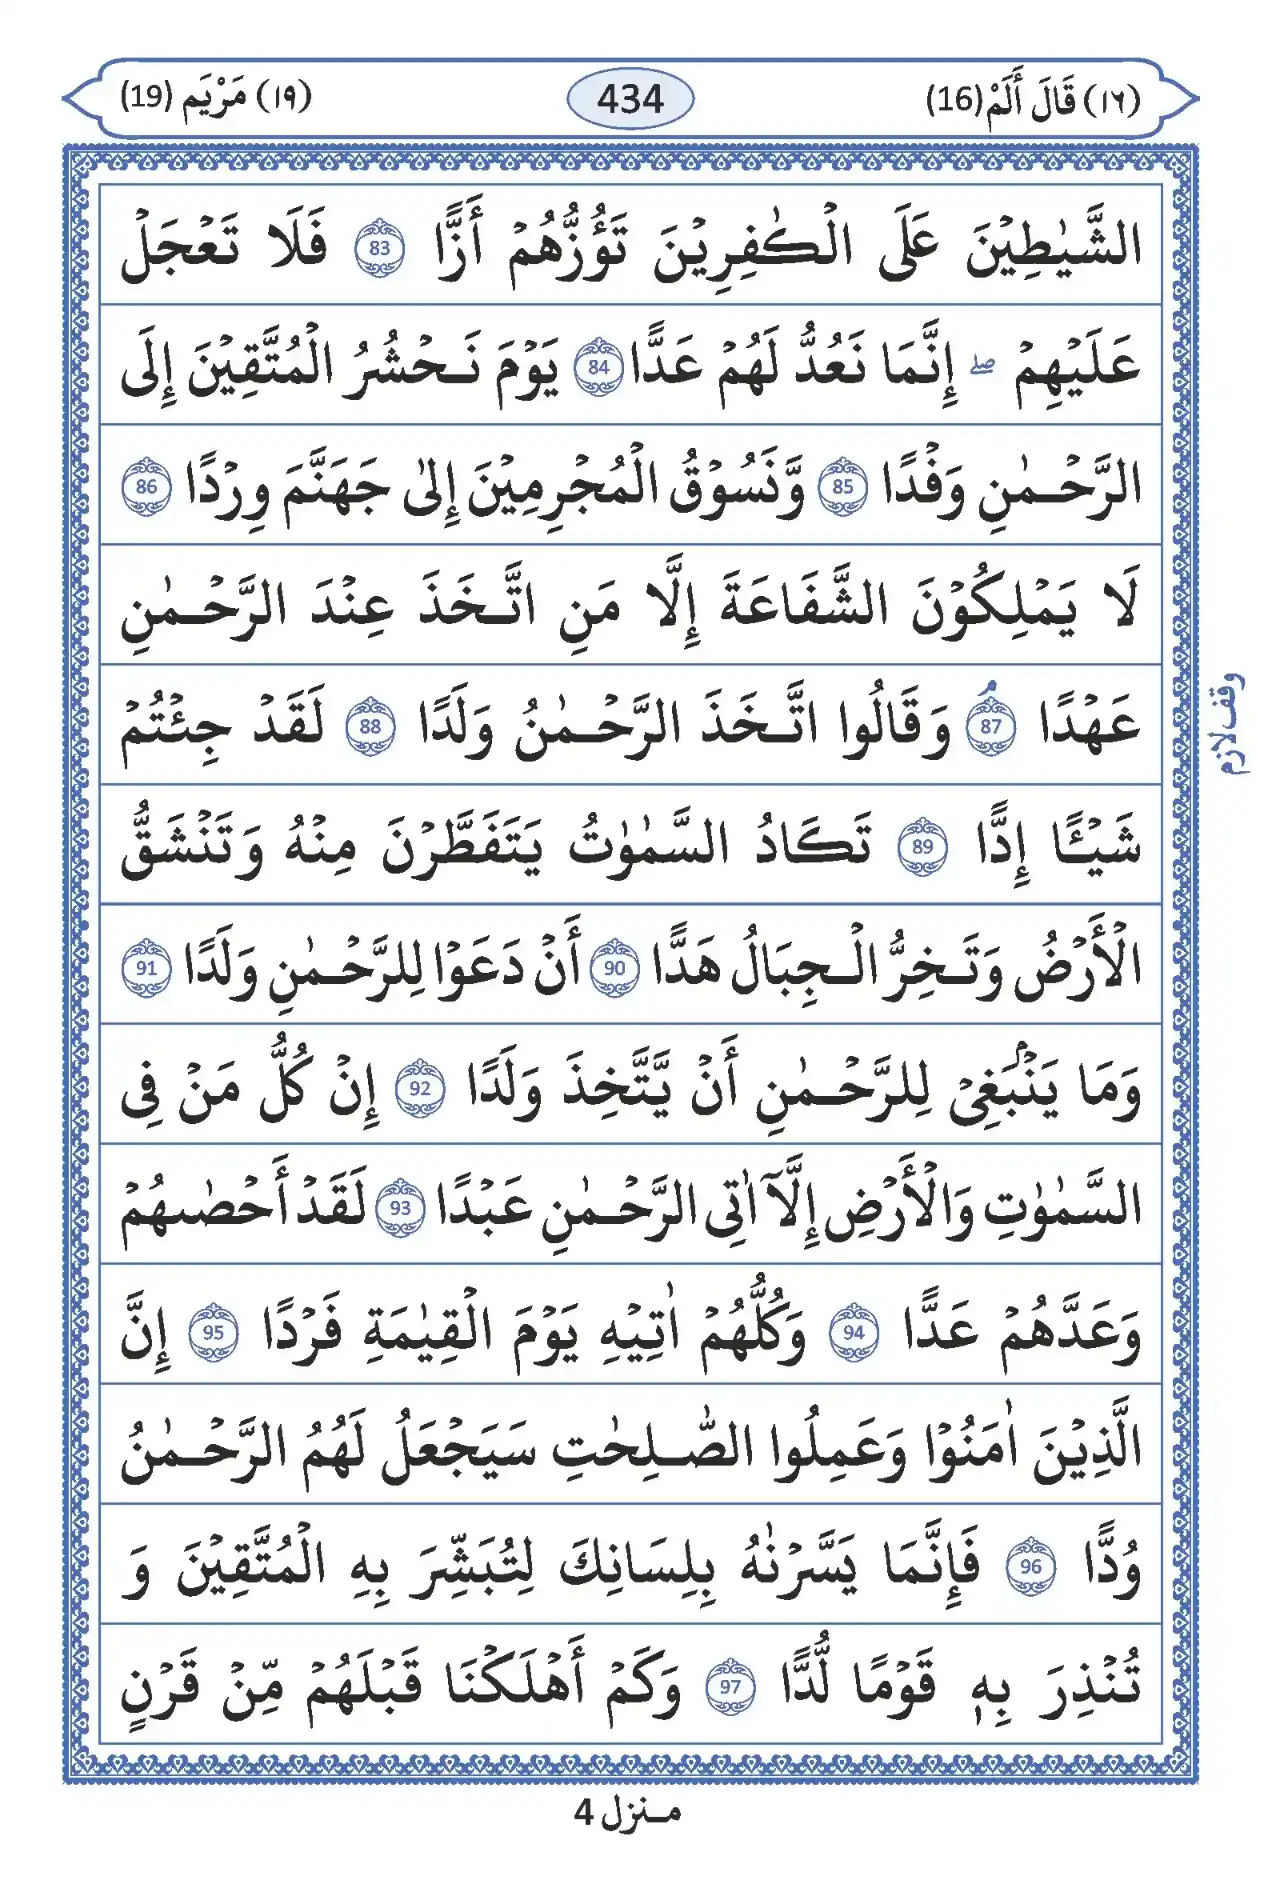 (١٦) قَالَ أَلَمْ (16)
434
(١٩) مَرْيَم (19)
الشَّيٰطِيْنَ عَلَى الْكٰفِرِيْنَ تَؤُزُّهُمْ أَزًّا 83 فَلَا تَعْجَلْ
عَلَيْهِمْ ۖ إِنَّمَا نَعُدُّ لَهُمْ عَدًّا 84 يَوْمَ نَحْشُرُ الْمُتَّقِيْنَ إِلَى
الرَّحْمٰنِ وَفْدًا 85 وَّنَسُوْقُ الْمُجْرِمِيْنَ إِلىٰ جَهَنَّمَ وِرْدًا 86
لَا يَمْلِكُوْنَ الشَّفَاعَةَ إِلَّا مَنِ اتَّخَذَ عِنْدَ الرَّحْمٰنِ
عَهْدًا 87 ۘ وَقَالُوا اتَّخَذَ الرَّحْمٰنُ وَلَدًا 88 لَقَدْ جِئْتُمْ
وقف لازم
شَيْـًٔا إِدًّا 89 تَكَادُ السَّمٰوٰتُ يَتَفَطَّرْنَ مِنْهُ وَتَنْشَقُّ
الْأَرْضُ وَتَخِرُّ الْجِبَالُ هَدًّا 90 أَنْ دَعَوْا لِلرَّحْمٰنِ وَلَدًا 91
وَمَا يَنْۢبَغِىْ لِلرَّحْمٰنِ أَنْ يَّتَّخِذَ وَلَدًا 92 إِنْ كُلُّ مَنْ فِى
السَّمٰوٰتِ وَالْأَرْضِ إِلَّآ اٰتِى الرَّحْمٰنِ عَبْدًا 93 لَقَدْ أَحْصٰىهُمْ
وَعَدَّهُمْ عَدًّا 94 وَكُلُّهُمْ اٰتِيْهِ يَوْمَ الْقِيٰمَةِ فَرْدًا 95 إِنَّ
الَّذِيْنَ اٰمَنُوْا وَعَمِلُوا الصّٰلِحٰتِ سَيَجْعَلُ لَهُمُ الرَّحْمٰنُ
وُدًّا 96 فَإِنَّمَا يَسَّرْنٰهُ بِلِسَانِكَ لِتُبَشِّرَ بِهِ الْمُتَّقِيْنَ وَ
تُنْذِرَ بِهٖ قَوْمًا لُّدًّا 97 وَكَمْ أَهْلَكْنَا قَبْلَهُمْ مِّنْ قَرْنٍ
منزل 4